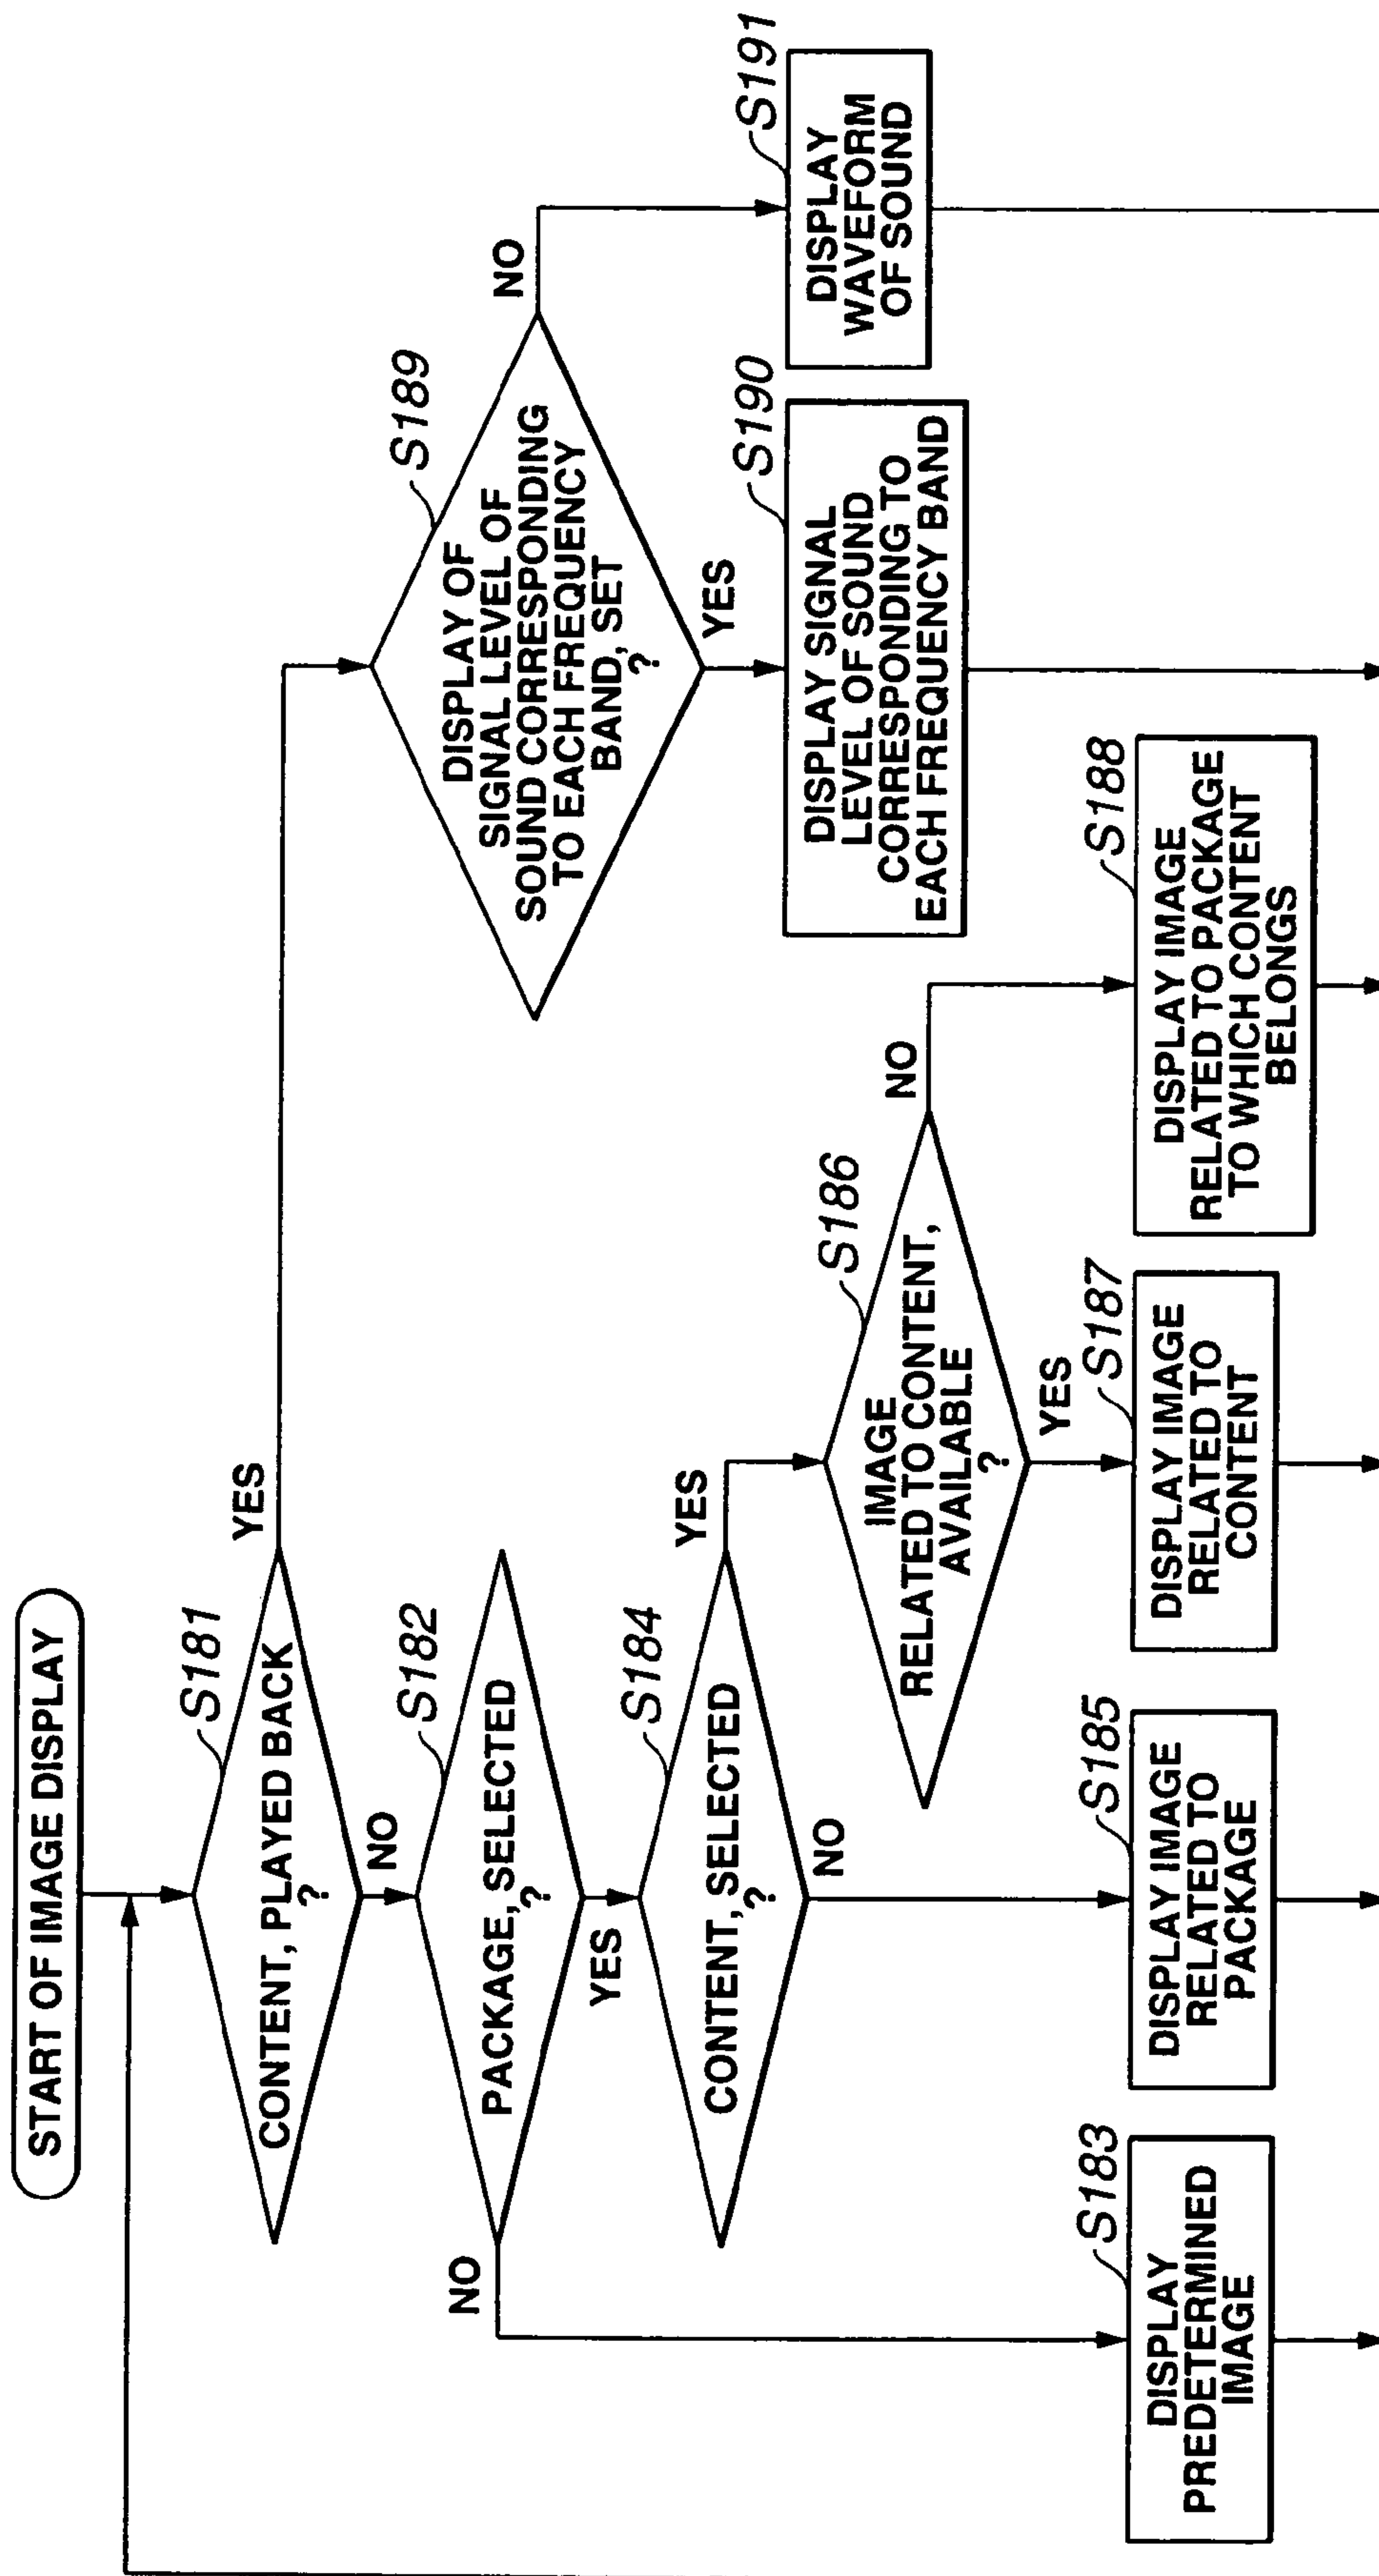 START OF IMAGE DISPLAY
S181
CONTENT, PLAYED BACK
?
YES
NO
S182
PACKAGE, SELECTED
?
NO
YES
S184
CONTENT, SELECTED
?
YES
NO
S189
DISPLAY OF
SIGNAL LEVEL OF
SOUND CORRESPONDING
TO EACH FREQUENCY
BAND, SET
?
NO
YES
S186
IMAGE
RELATED TO CONTENT,
AVAILABLE
?
NO
YES
S183
DISPLAY
PREDETERMINED
IMAGE
S185
DISPLAY IMAGE
RELATED TO
PACKAGE
S187
DISPLAY IMAGE
RELATED TO
CONTENT
S188
DISPLAY IMAGE
RELATED TO PACKAGE
TO WHICH CONTENT
BELONGS
S190
DISPLAY SIGNAL
LEVEL OF SOUND
CORRESPONDING TO
EACH FREQUENCY BAND
S191
DISPLAY
WAVEFORM
OF SOUND